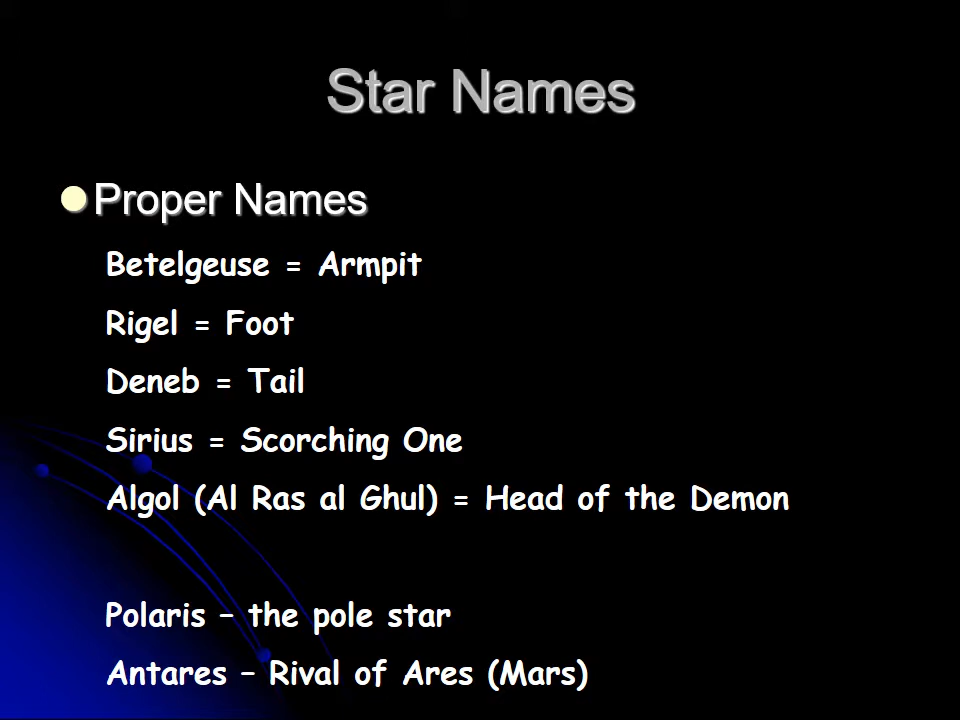 Star Names
Proper Names
Betelgeuse = Armpit
Rigel = Foot
Deneb = Tail
Sirius = Scorching One
Algol (Al Ras al Ghul) = Head of the Demon
Polaris – the pole star
Antares – Rival of Ares (Mars)